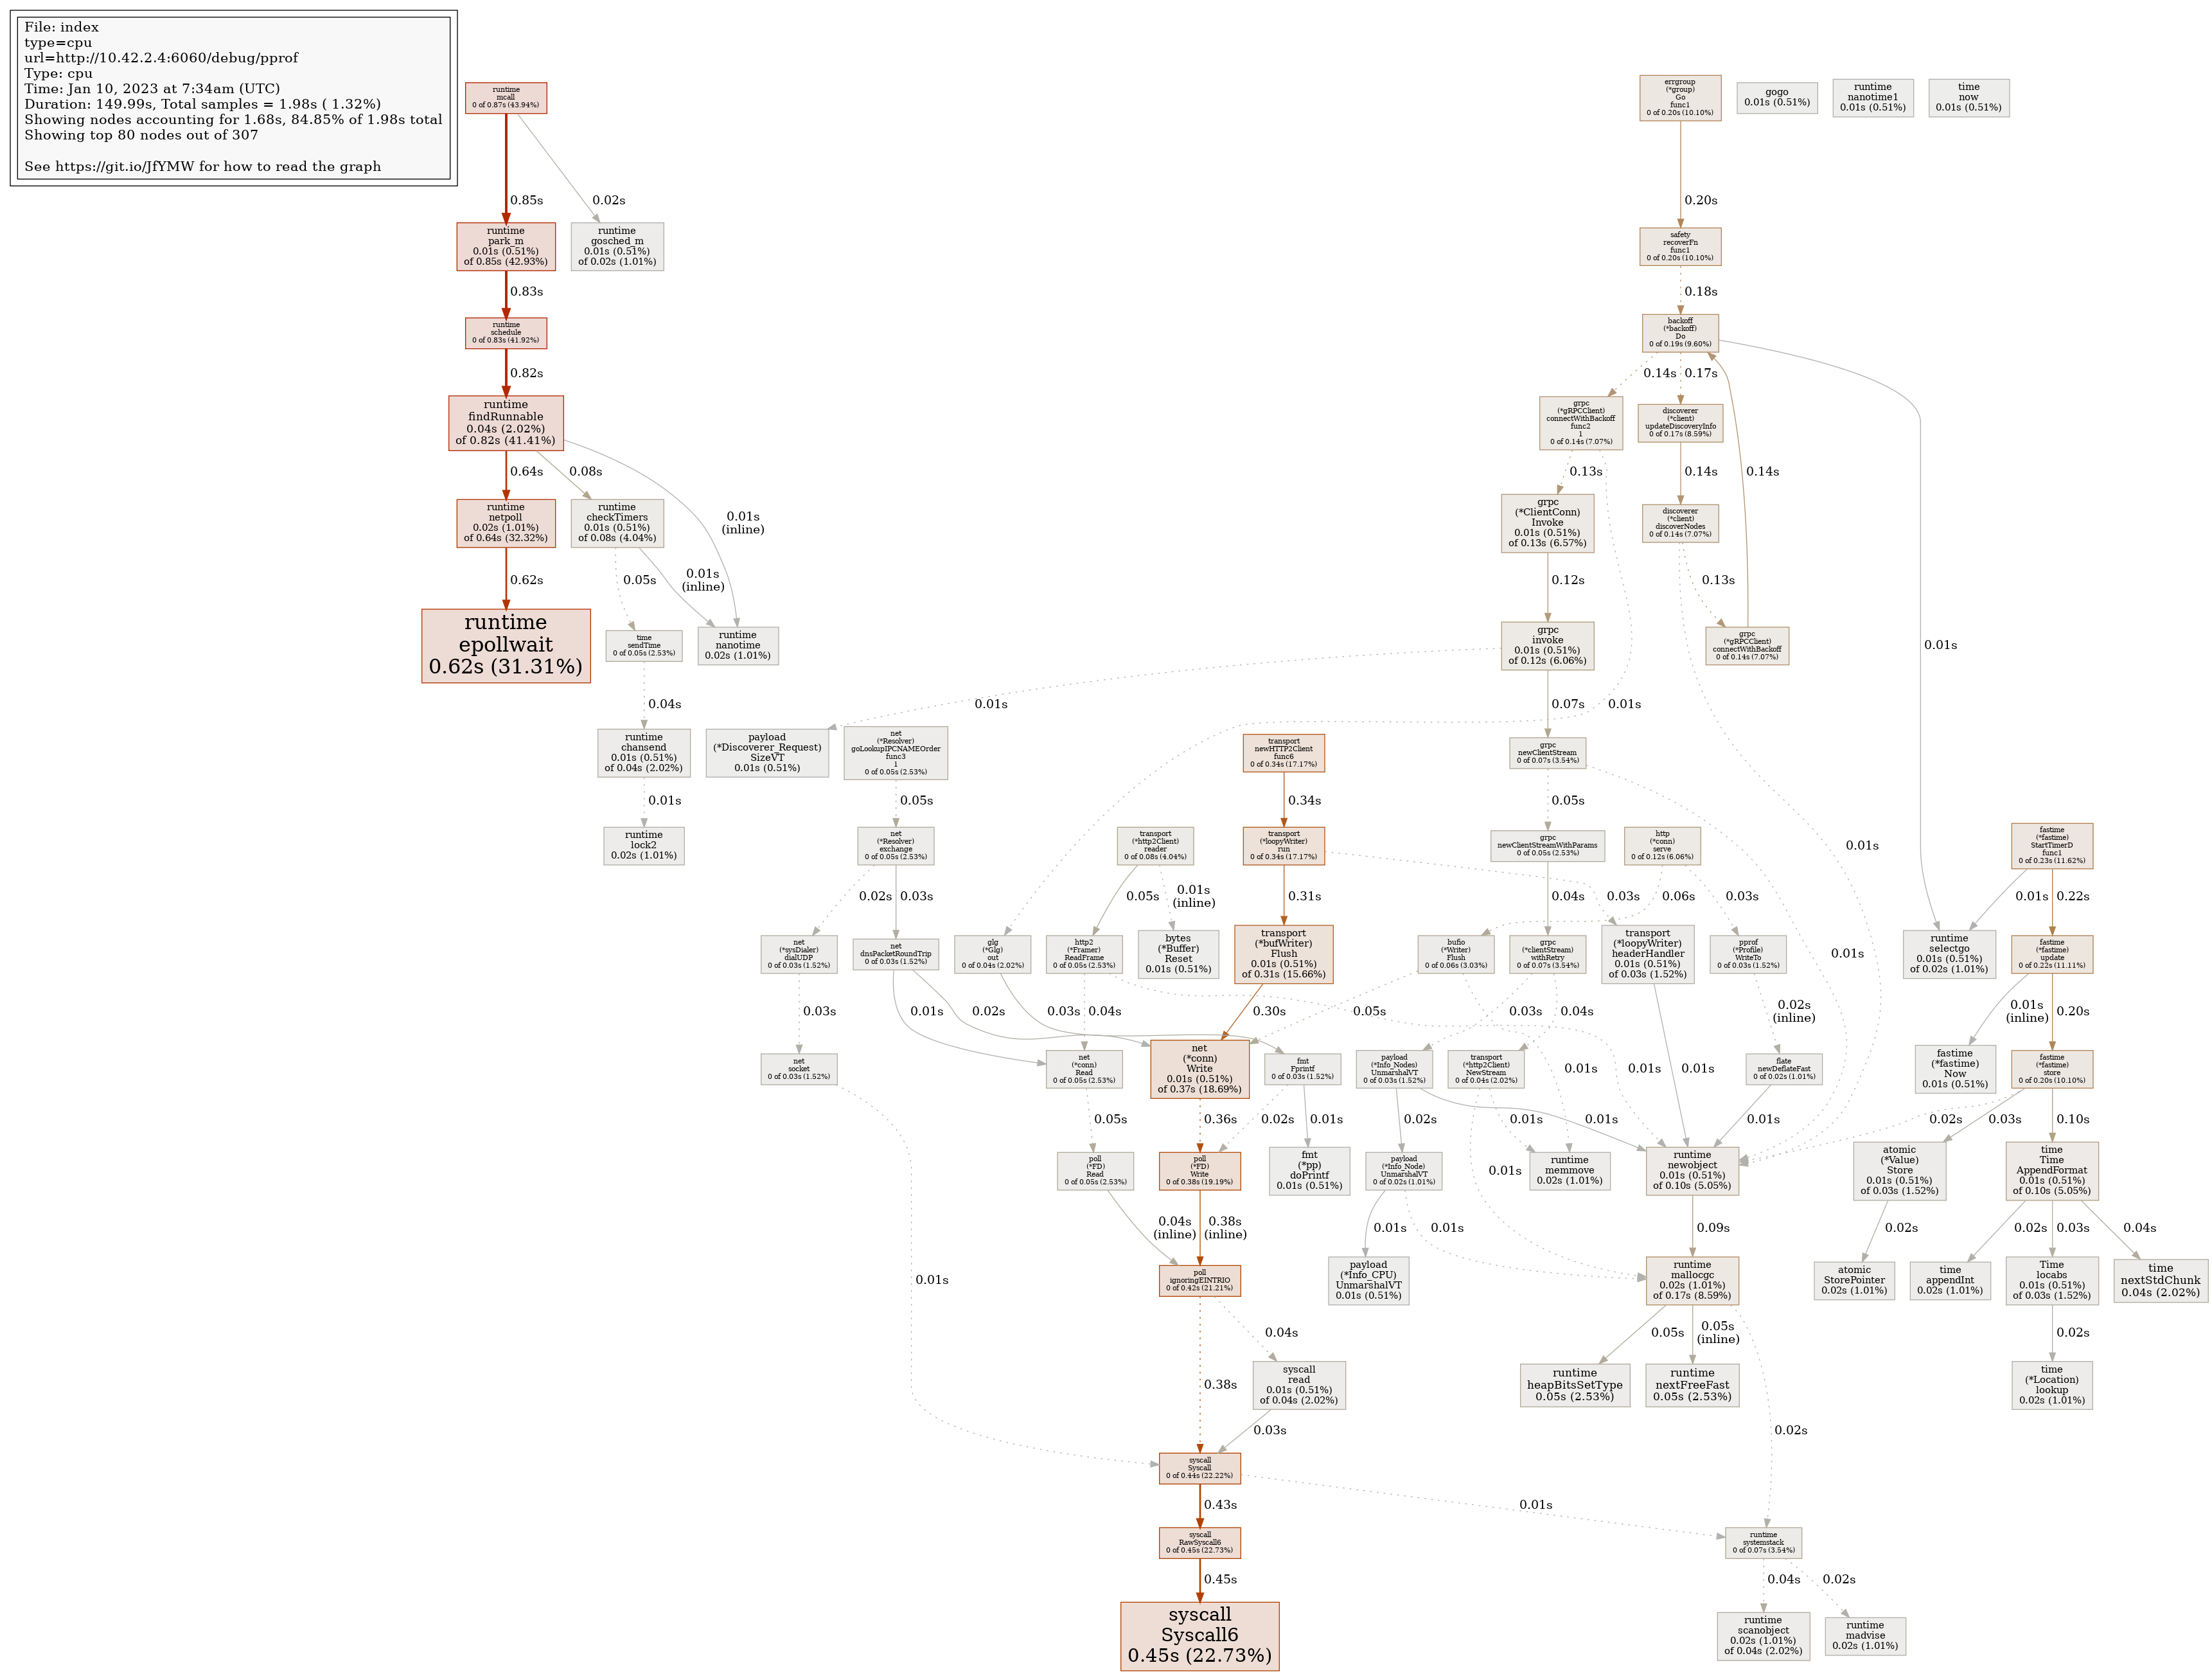 File: index
type=cpu
url=http://10.42.2.4:6060/debug/pprof
Type: cpu
Time: Jan 10, 2023 at 7:34am (UTC)
Duration: 149.99s, Total samples = 1.98s ( 1.32%)
Showing nodes accounting for 1.68s, 84.85% of 1.98s total
Showing top 80 nodes out of 307
See https://git.io/JfYMW for how to read the graph
runtime
mcall
0 of 0.87s (43.94%)
errgroup
(*group)
Go
func1
0 of 0.20s (10.10%)
gogo
0.01s (0.51%)
runtime
nanotime1
0.01s (0.51%)
time
now
0.01s (0.51%)
0.85s
0.02s
0.20s
runtime
park_m
0.01s (0.51%)
of 0.85s (42.93%)
runtime
gosched_m
0.01s (0.51%)
of 0.02s (1.01%)
safety
recoverFn
func1
0 of 0.20s (10.10%)
0.83s
0.18s
runtime
schedule
0 of 0.83s (41.92%)
backoff
(*backoff)
Do
0 of 0.19s (9.60%)
0.82s
0.14s
0.17s
runtime
findRunnable
0.04s (2.02%)
of 0.82s (41.41%)
grpc
(*gRPCClient)
connectWithBackoff
func2
1
0 of 0.14s (7.07%)
discoverer
(*client)
updateDiscoveryInfo
0 of 0.17s (8.59%)
0.64s
0.08s
0.01s
(inline)
0.13s
0.14s
0.14s
runtime
netpoll
0.02s (1.01%)
of 0.64s (32.32%)
runtime
checkTimers
0.01s (0.51%)
of 0.08s (4.04%)
grpc
(*ClientConn)
Invoke
0.01s (0.51%)
of 0.13s (6.57%)
discoverer
(*client)
discoverNodes
0 of 0.14s (7.07%)
0.62s
0.05s
0.01s
(inline)
0.12s
0.13s
runtime
epollwait
0.62s (31.31%)
time
sendTime
0 of 0.05s (2.53%)
runtime
nanotime
0.02s (1.01%)
grpc
invoke
0.01s (0.51%)
of 0.12s (6.06%)
grpc
(*gRPCClient)
connectWithBackoff
0 of 0.14s (7.07%)
0.01s
0.04s
0.01s
0.07s
0.01s
runtime
chansend
0.01s (0.51%)
of 0.04s (2.02%)
payload
(*Discoverer_Request)
SizeVT
0.01s (0.51%)
net
(*Resolver)
goLookupIPCNAMEOrder
func3
1
0 of 0.05s (2.53%)
transport
newHTTP2Client
func6
0 of 0.34s (17.17%)
grpc
newClientStream
0 of 0.07s (3.54%)
0.01s
0.05s
0.34s
0.05s
0.01s
runtime
lock2
0.02s (1.01%)
net
(*Resolver)
exchange
0 of 0.05s (2.53%)
transport
(*http2Client)
reader
0 of 0.08s (4.04%)
transport
(*loopyWriter)
run
0 of 0.34s (17.17%)
grpc
newClientStreamWithParams
0 of 0.05s (2.53%)
http
(*conn)
serve
0 of 0.12s (6.06%)
fastime
(*fastime)
StartTimerD
func1
0 of 0.23s (11.62%)
0.02s
0.03s
0.05s
0.01s
(inline)
0.31s
0.04s
0.03s
0.06s
0.03s
0.01s
0.22s
net
(*sysDialer)
dialUDP
0 of 0.03s (1.52%)
net
dnsPacketRoundTrip
0 of 0.03s (1.52%)
glg
(*Glg)
out
0 of 0.04s (2.02%)
http2
(*Framer)
ReadFrame
0 of 0.05s (2.53%)
bytes
(*Buffer)
Reset
0.01s (0.51%)
transport
(*bufWriter)
Flush
0.01s (0.51%)
of 0.31s (15.66%)
bufio
(*Writer)
Flush
0 of 0.06s (3.03%)
grpc
(*clientStream)
withRetry
0 of 0.07s (3.54%)
transport
(*loopyWriter)
headerHandler
0.01s (0.51%)
of 0.03s (1.52%)
pprof
(*Profile)
WriteTo
0 of 0.03s (1.52%)
runtime
selectgo
0.01s (0.51%)
of 0.02s (1.01%)
fastime
(*fastime)
update
0 of 0.22s (11.11%)
0.03s
0.01s
0.02s
0.03s
0.04s
0.30s
0.05s
0.03s
0.04s
0.02s
(inline)
0.01s
0.01s
(inline)
0.20s
net
socket
0 of 0.03s (1.52%)
net
(*conn)
Read
0 of 0.05s (2.53%)
net
(*conn)
Write
0.01s (0.51%)
of 0.37s (18.69%)
fmt
Fprintf
0 of 0.03s (1.52%)
payload
(*Info_Nodes)
UnmarshalVT
0 of 0.03s (1.52%)
transport
(*http2Client)
NewStream
0 of 0.04s (2.02%)
0.01s
0.01s
0.01s
flate
newDeflateFast
0 of 0.02s (1.01%)
fastime
(*fastime)
Now
0.01s (0.51%)
fastime
(*fastime)
store
0 of 0.20s (10.10%)
0.05s
0.36s
0.02s
0.01s
0.02s
0.01s
0.01s
0.01s
0.02s
0.03s
0.10s
poll
(*FD)
Read
0 of 0.05s (2.53%)
poll
(*FD)
Write
0 of 0.38s (19.19%)
fmt
(*pp)
doPrintf
0.01s (0.51%)
payload
(*Info_Node)
UnmarshalVT
0 of 0.02s (1.01%)
0.01s
runtime
memmove
0.02s (1.01%)
runtime
newobject
0.01s (0.51%)
of 0.10s (5.05%)
atomic
(*Value)
Store
0.01s (0.51%)
of 0.03s (1.52%)
time
Time
AppendFormat
0.01s (0.51%)
of 0.10s (5.05%)
0.04s
(inline)
0.38s
(inline)
0.01s
0.01s
0.09s
0.02s
0.02s
0.03s
0.04s
0.01s
poll
ignoringEINTRIO
0 of 0.42s (21.21%)
payload
(*Info_CPU)
UnmarshalVT
0.01s (0.51%)
runtime
mallocgc
0.02s (1.01%)
of 0.17s (8.59%)
atomic
StorePointer
0.02s (1.01%)
time
appendInt
0.02s (1.01%)
Time
locabs
0.01s (0.51%)
of 0.03s (1.52%)
time
nextStdChunk
0.04s (2.02%)
0.04s
0.05s
0.05s
(inline)
0.02s
0.38s
syscall
read
0.01s (0.51%)
of 0.04s (2.02%)
runtime
heapBitsSetType
0.05s (2.53%)
runtime
nextFreeFast
0.05s (2.53%)
time
(*Location)
lookup
0.02s (1.01%)
0.03s
0.02s
syscall
Syscall
0 of 0.44s (22.22%)
0.43s
0.01s
syscall
RawSyscall6
0 of 0.45s (22.73%)
runtime
systemstack
0 of 0.07s (3.54%)
0.45s
0.04s
0.02s
syscall
Syscall6
0.45s (22.73%)
runtime
scanobject
0.02s (1.01%)
of 0.04s (2.02%)
runtime
madvise
0.02s (1.01%)